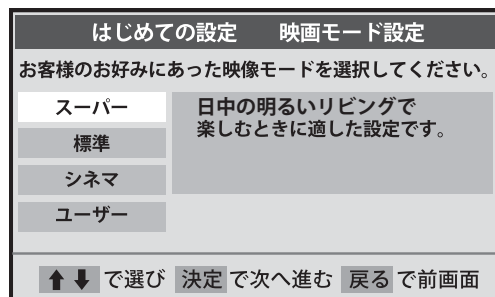 はじめての設定　映画モード設定
お客様のお好みにあった映像モードを選択してください。
スーパー
標準
シネマ
ユーザー
日中の明るいリビングで
楽しむときに適した設定です。
⬆⬇で選び 決定で次へ進む 戻るで前画面